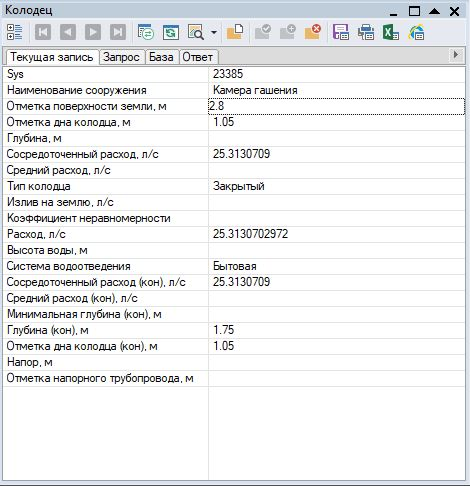 Колодец
Текущая запись Запрос База Ответ
Sys 23385
Наименование сооружения Камера гашения
Отметка поверхности земли, м 2.8
Отметка дна колодца, м 1.05
Глубина, м
Сосредоточенный расход, л/с 25.3130709
Средний расход, л/с
Тип колодца Закрытый
Излив на землю, л/с
Коэффициент неравномерности
Расход, л/с 25.3130702972
Высота воды, м
Система водоотведения Бытовая
Сосредоточенный расход (кон), л/с 25.3130709
Средний расход (кон), л/с
Минимальная глубина (кон), м
Глубина (кон), м 1.75
Отметка дна колодца (кон), м 1.05
Напор, м
Отметка напорного трубопровода, м